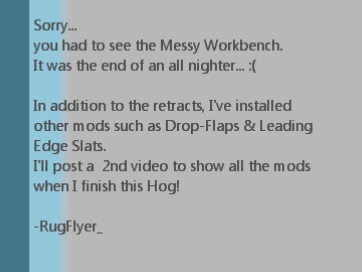 Sorry...
you had to see the Messy Workbench.
It was the end of an all nighter... :(
In addition to the retracts, I've installed
other mods such as Drop-Flaps & Leading
Edge Slats.
I'll post a 2nd video to show all the mods
when I finish this Hog!
-RugFlyer_